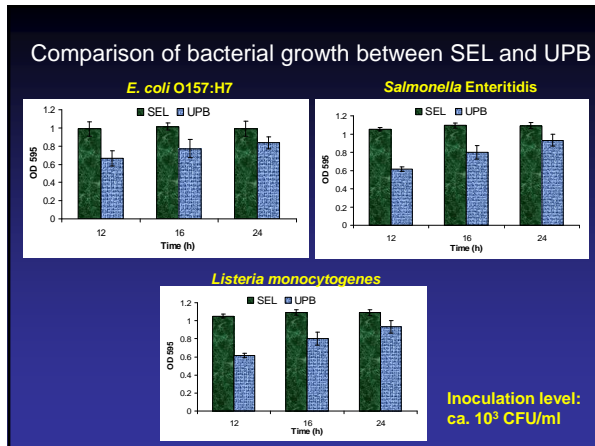 Comparison of bacterial growth between SEL and UPB
E. coli O157:H7
SEL UPB
OD 595
1.2
1
0.8
0.6
0.4
0.2
0
12 16 24
Time (h)
Salmonella Enteritidis
SEL UPB
OD 595
1.2
1
0.8
0.6
0.4
0.2
0
12 16 24
Time (h)
Listeria monocytogenes
SEL UPB
OD 595
1.2
1
0.8
0.6
0.4
0.2
0
12 16 24
Time (h)
Inoculation level:
ca. 10³ CFU/ml